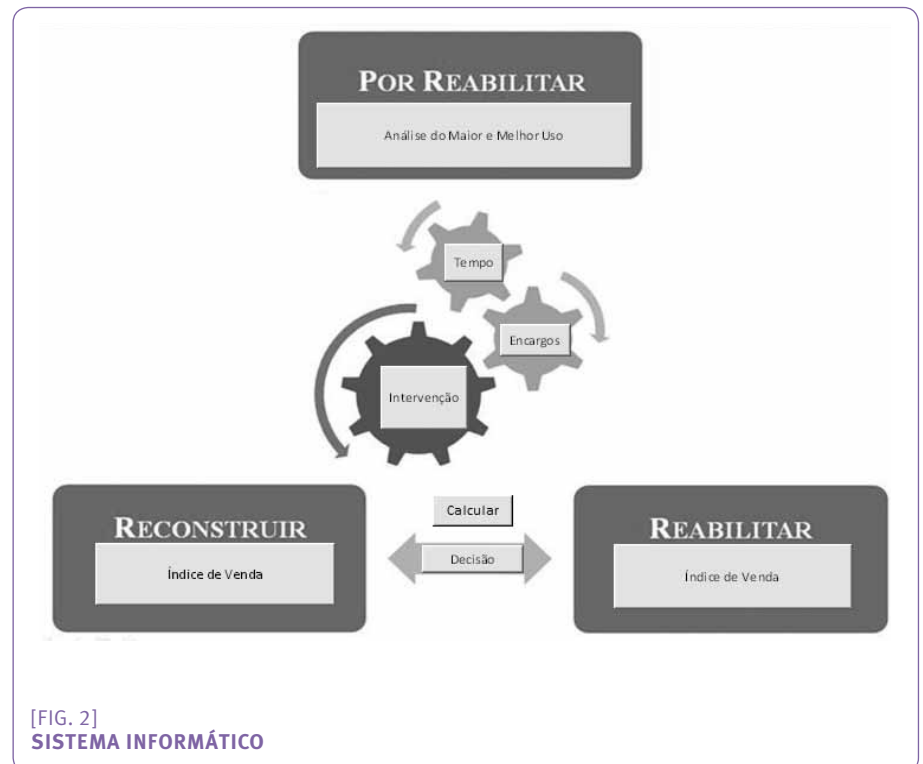 POR REABILITAR
Análise do Maior e Melhor Uso
Tempo
Encargos
Intervenção
RECONSTRUIR
Índice de Venda
Calcular
Decisão
REABILITAR
Índice de Venda
[FIG. 2]
SISTEMA INFORMÁTICO